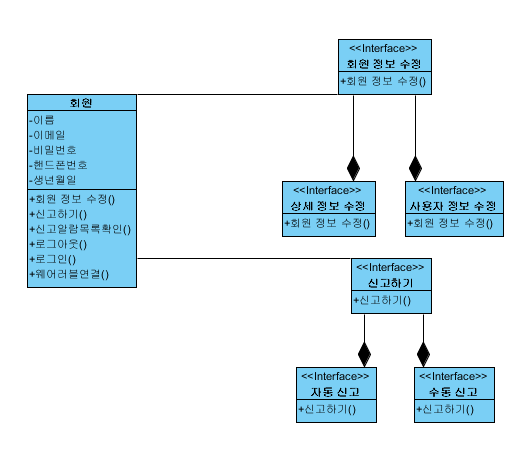 <<Interface>>
회원 정보 수정
+회원 정보 수정()
회원
-이름
-이메일
-비밀번호
-핸드폰번호
-생년월일
+회원 정보 수정()
+신고하기()
+신고알람목록확인()
+로그아웃()
+로그인()
+웨어러블연결()
<<Interface>>
상세 정보 수정
+회원 정보 수정()
<<Interface>>
사용자 정보 수정
+회원 정보 수정()
<<Interface>>
신고하기
+신고하기()
<<Interface>>
자동 신고
+신고하기()
<<Interface>>
수동 신고
+신고하기()